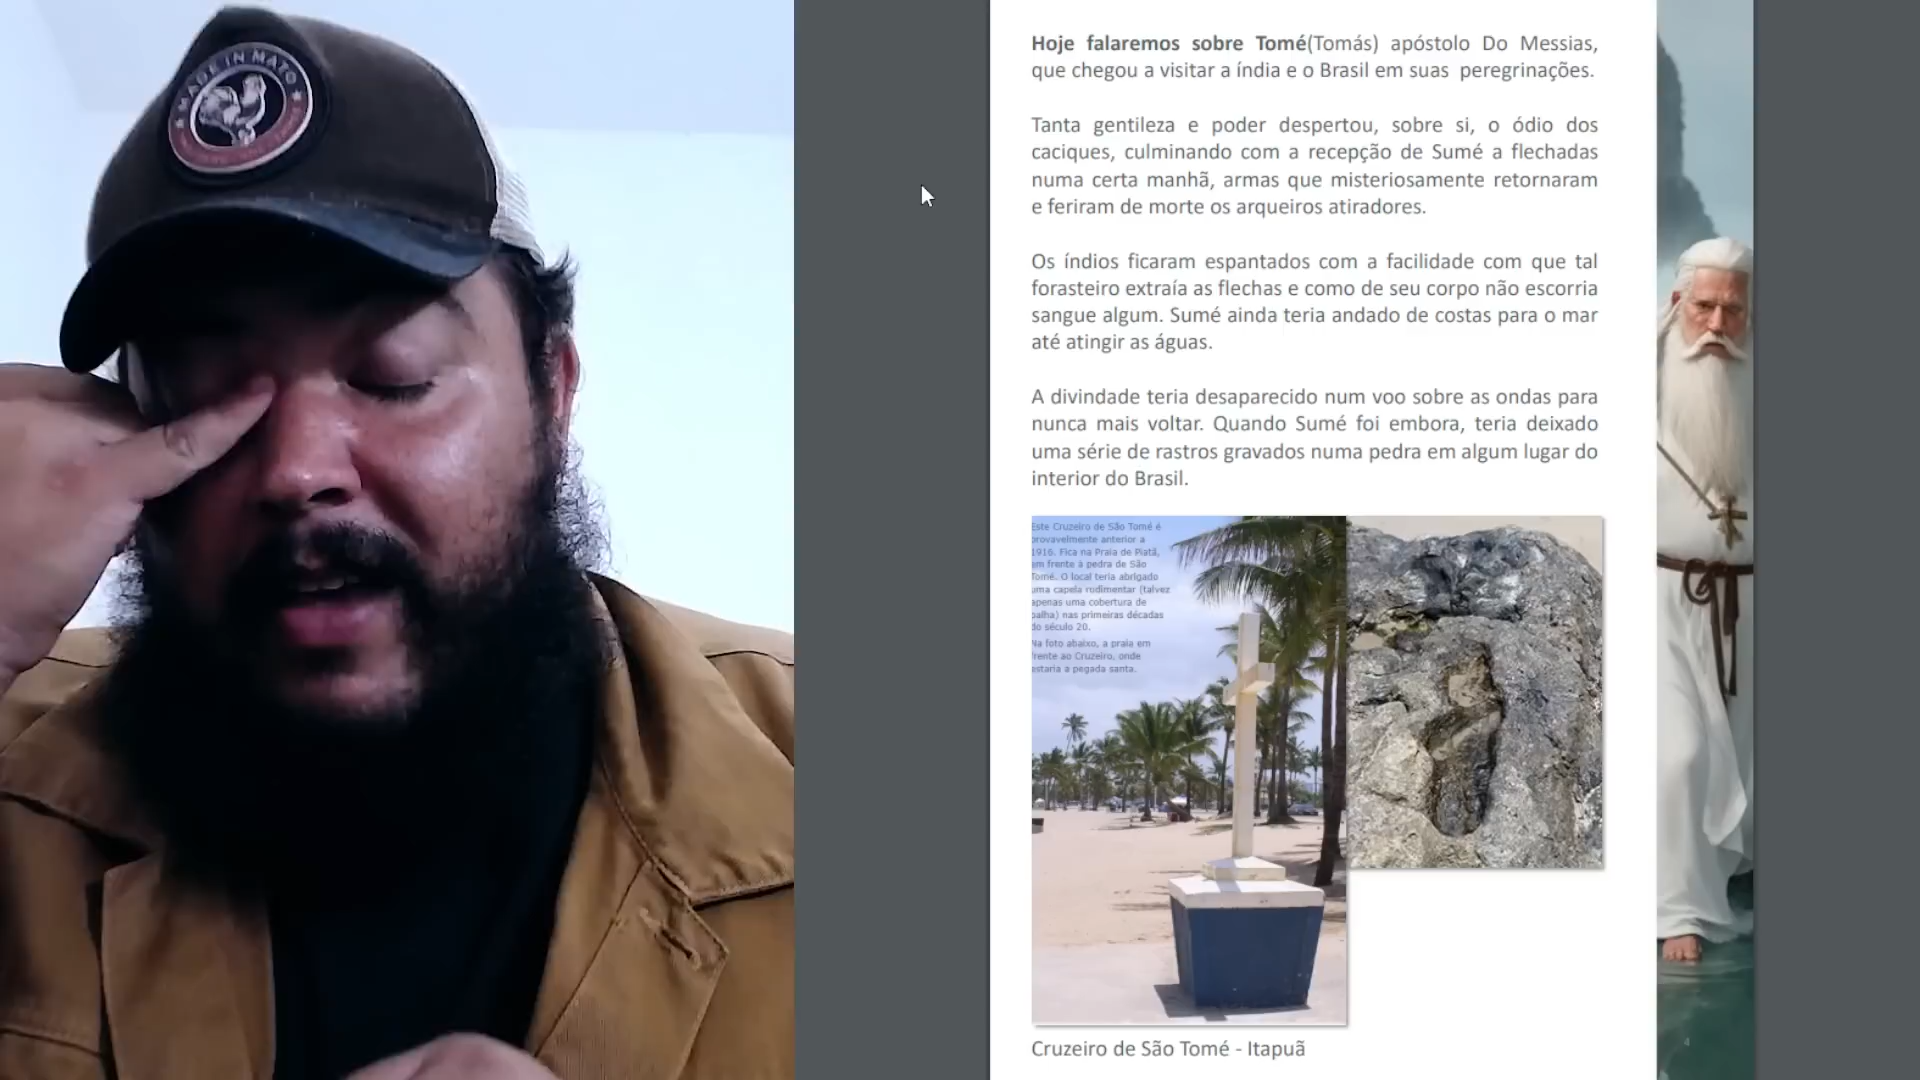 MADE IN MATO
Hoje falaremos sobre Tomé(Tomás) apóstolo Do Messias,
que chegou a visitar a índia e o Brasil em suas peregrinações.
Tanta gentileza e poder despertou, sobre si, o ódio dos
caciques, culminando com a recepção de Sumé a flechadas
numa certa manhã, armas que misteriosamente retornaram
e feriram de morte os arqueiros atiradores.
Os índios ficaram espantados com a facilidade com que tal
forasteiro extraía as flechas e como de seu corpo não escorria
sangue algum. Sumé ainda teria andado de costas para o mar
até atingir as águas.
A divindade teria desaparecido num voo sobre as ondas para
nunca mais voltar. Quando Sumé foi embora, teria deixado
uma série de rastros gravados numa pedra em algum lugar do
interior do Brasil.
Este Cruzeiro de São Tomé é
provavelmente anterior a
1916. Fica na Praia de Piatã,
em frente à pedra de São
Tomé. O local teria abrigado
uma capela rudimentar (talvez
apenas uma cobertura de
palha) nas primeiras décadas
do século 20.
Na foto abaixo, a praia em
frente ao Cruzeiro, onde
estaria a pegada santa.
Cruzeiro de São Tomé - Itapuã
4